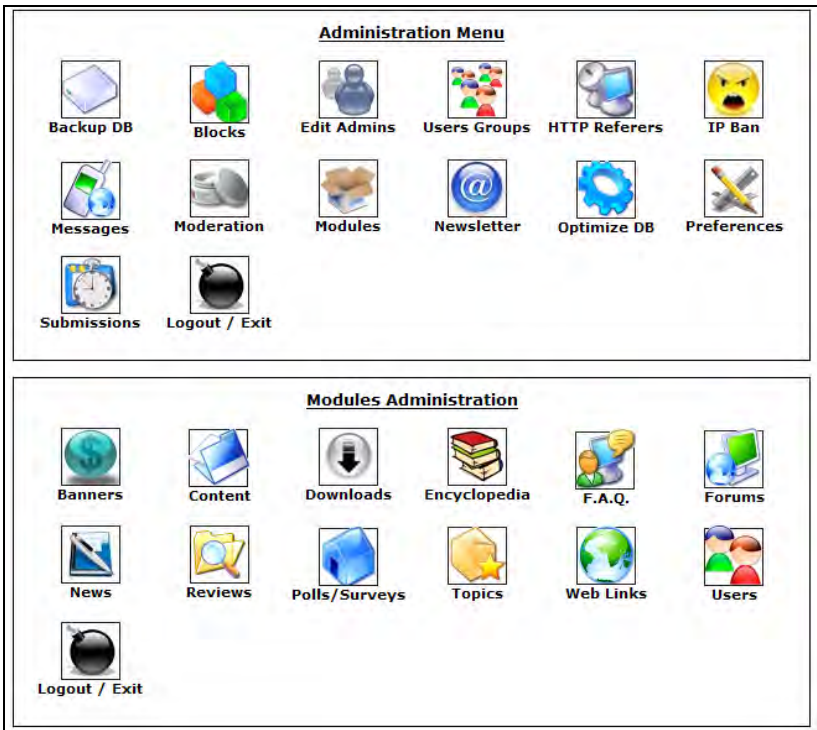 Administration Menu
Backup DB Blocks Edit Admins Users Groups HTTP Referers IP Ban
Messages Moderation Modules Newsletter Optimize DB Preferences
Submissions Logout / Exit
Modules Administration
Banners Content Downloads Encyclopedia F.A.Q. Forums
News Reviews Polls/Surveys Topics Web Links Users
Logout / Exit